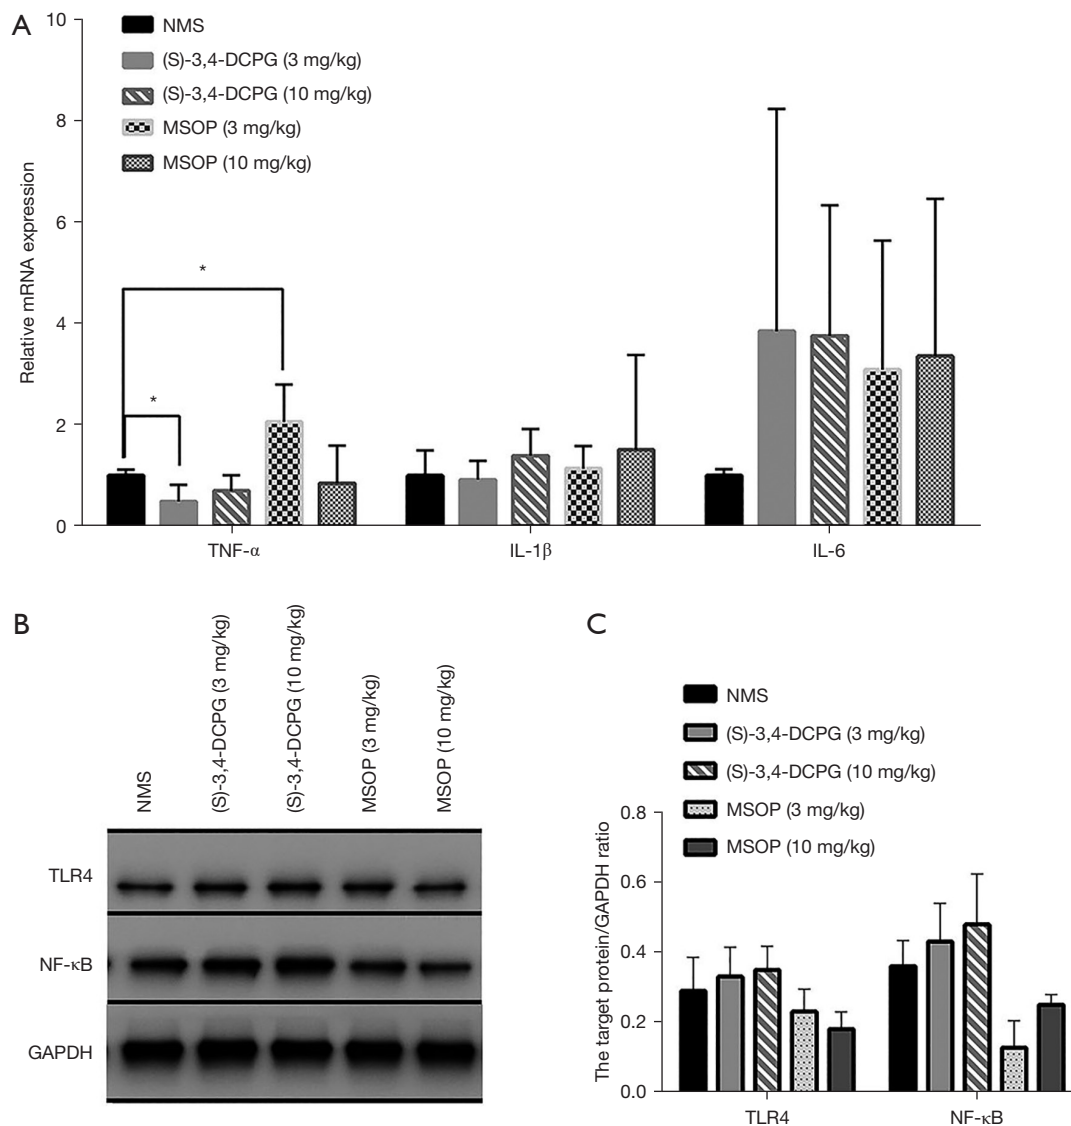 A
NMS
(S)-3,4-DCPG (3 mg/kg)
(S)-3,4-DCPG (10 mg/kg)
MSOP (3 mg/kg)
MSOP (10 mg/kg)
Relative mRNA expression
10
8
6
4
2
0
*
*
TNF-α
IL-1β
IL-6
B
NMS
(S)-3,4-DCPG (3 mg/kg)
(S)-3,4-DCPG (10 mg/kg)
MSOP (3 mg/kg)
MSOP (10 mg/kg)
TLR4
NF-κB
GAPDH
C
NMS
(S)-3,4-DCPG (3 mg/kg)
(S)-3,4-DCPG (10 mg/kg)
MSOP (3 mg/kg)
MSOP (10 mg/kg)
The target protein/GAPDH ratio
0.8
0.6
0.4
0.2
0.0
TLR4
NF-κB